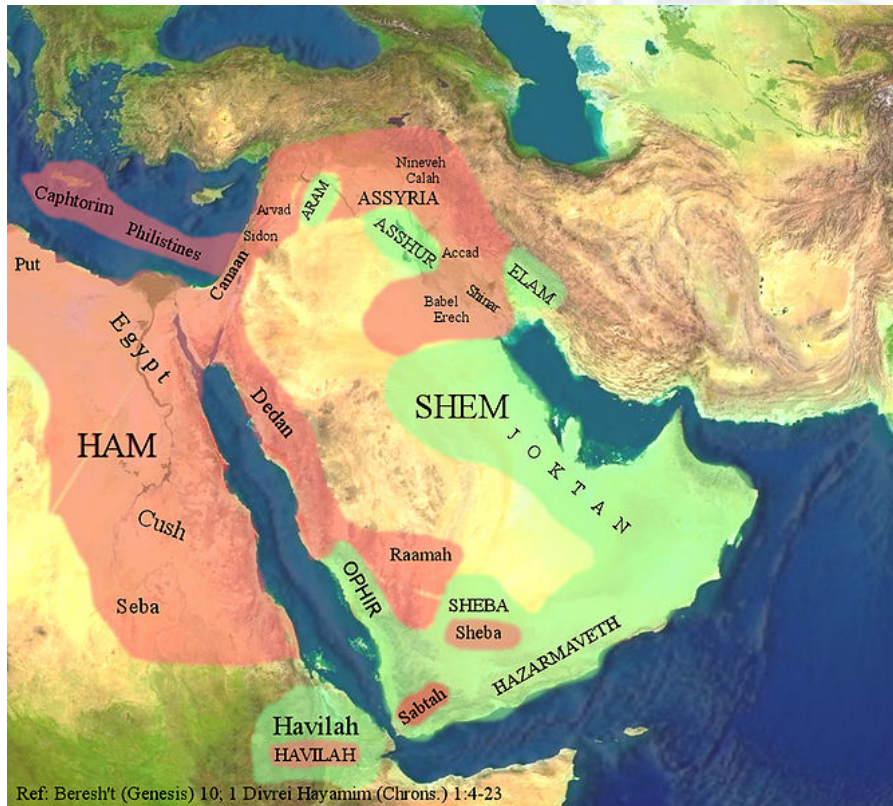 Nineveh
Calah
ASSYRIA
ARAM
Arvad
Caphtorim
Philistines
Sidon
ASSHUR
Accad
Put
Canaan
ELAM
Shinar
Babel
Erech
Egypt
SHEM
Dedan
HAM
JOKTAN
Cush
Raamah
OPHIR
Seba
SHEBA
Sheba
HAZARMAVETH
Sabtah
Havilah
HAVILAH
Ref: Beresh't (Genesis) 10; 1 Divrei Hayamim (Chrons.) 1:4-23